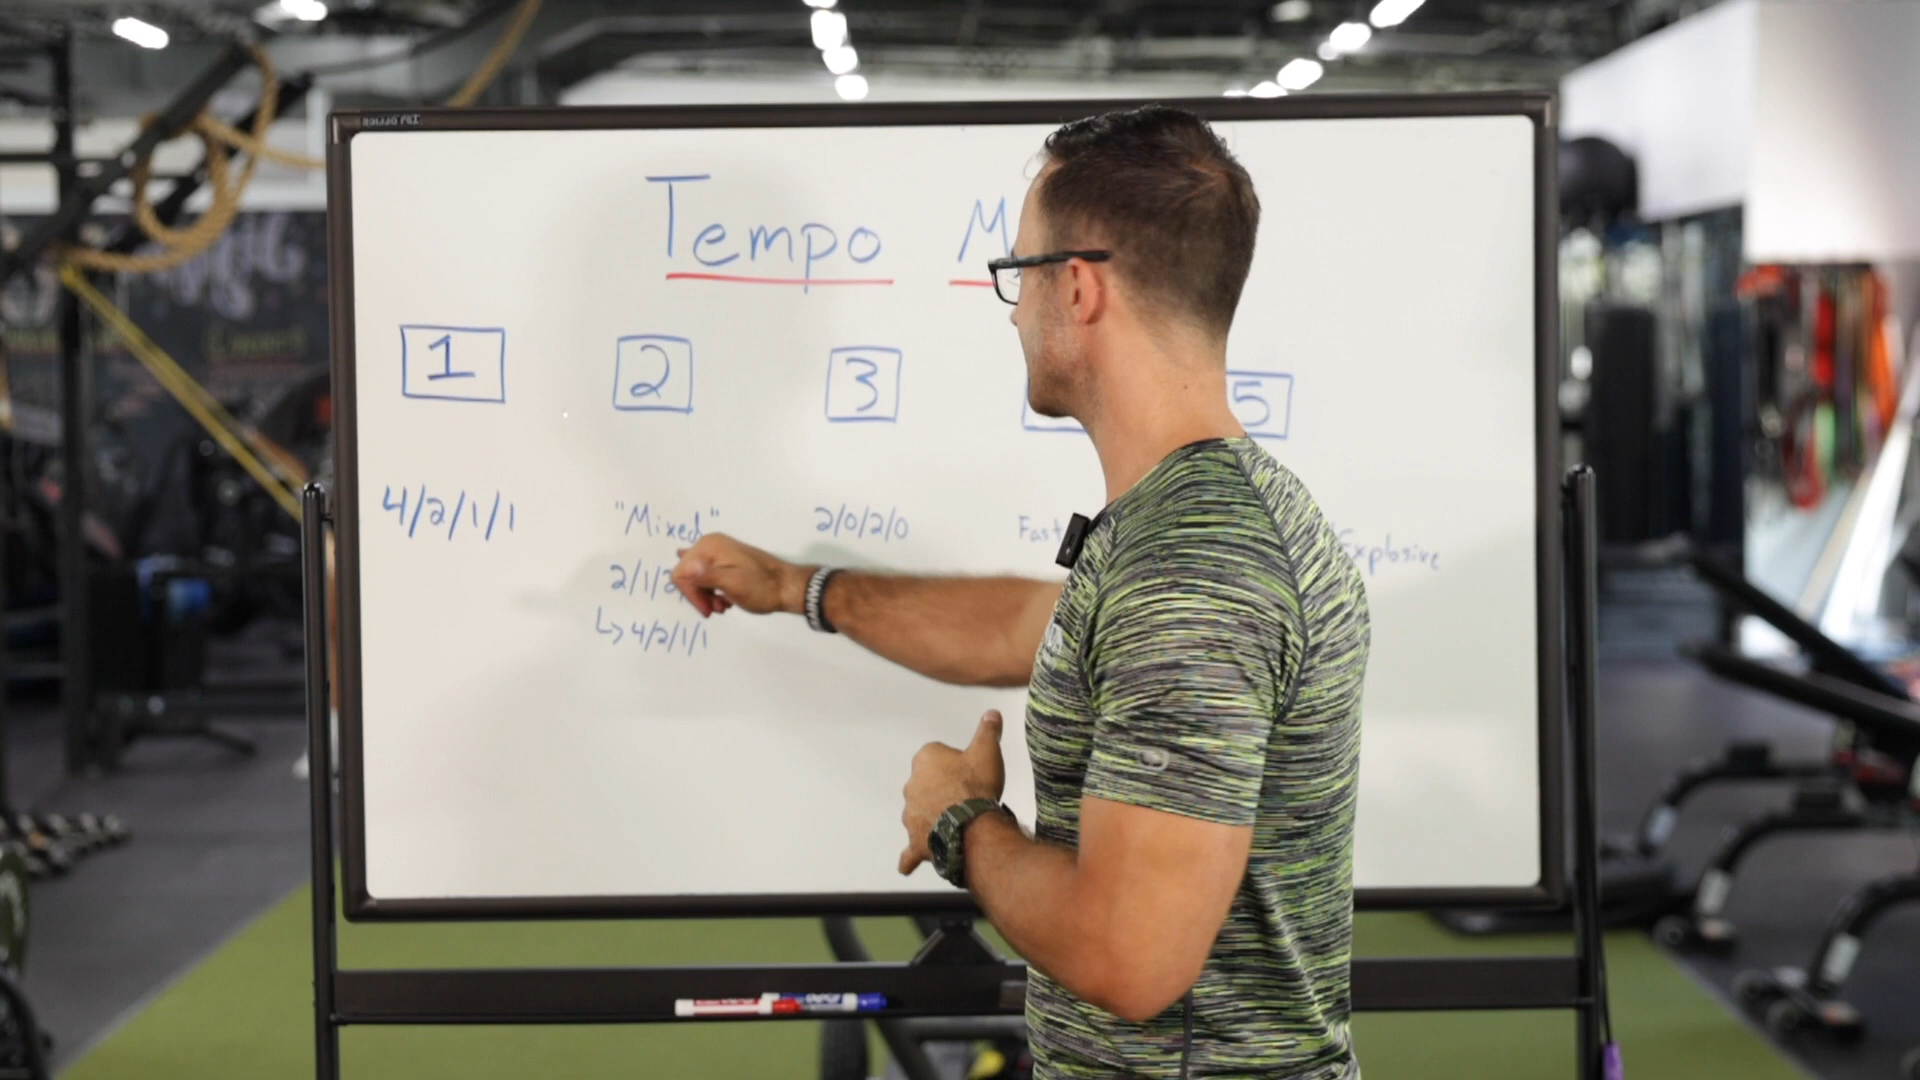 Tempo
1
2
3
5
4/2/1/1
"Mixed"
2/0/2/0
Fast
Explosive
2/1/2
↳ 4/2/1/1